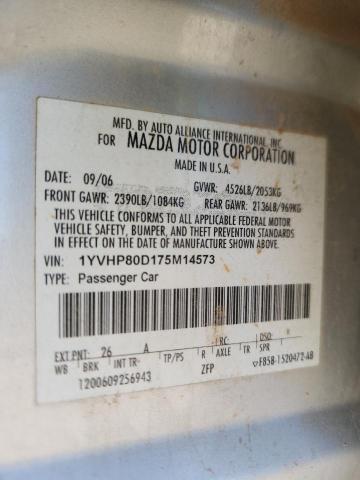 MFD. BY AUTO ALLIANCE INTERNATIONAL, INC.
FOR MAZDA MOTOR CORPORATION
MADE IN U.S.A.
DATE: 09/06 GVWR: 4526LB/2053KG
FRONT GAWR: 2390LB/1084KG REAR GAWR: 2136LB/969KG
THIS VEHICLE CONFORMS TO ALL APPLICABLE FEDERAL MOTOR
VEHICLE SAFETY, BUMPER, AND THEFT PREVENTION STANDARDS
IN EFFECT ON THE DATE OF MANUFACTURE SHOWN ABOVE.
VIN: 1YVHP80D175M14573
TYPE: Passenger Car
EXT PNT: 26 A RC: DSO:
WB BRK INT TR TP/PS R AXLE TR SPR
ZFP F85B-1520472-AB
1200609256943